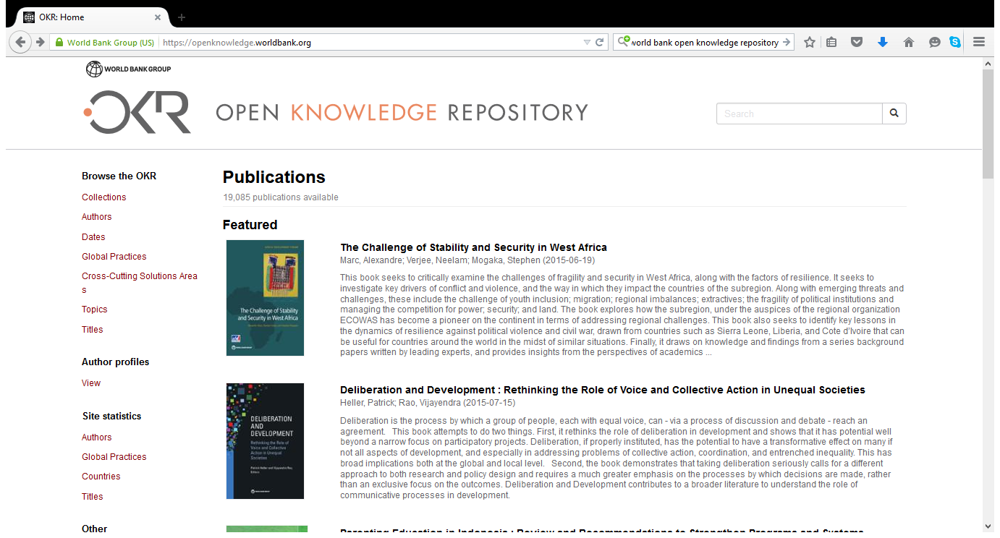 OKR: Home
World Bank Group (US)
https://openknowledge.worldbank.org
world bank open knowledge repository
WORLD BANK GROUP
OKR
OPEN KNOWLEDGE REPOSITORY
Search
Browse the OKR
Collections
Authors
Dates
Global Practices
Cross-Cutting Solutions Area
s
Topics
Titles
Author profiles
View
Site statistics
Authors
Global Practices
Countries
Titles
Other
Publications
19,085 publications available
Featured
The Challenge of Stability
and Security in West Africa
WORLD BANK GROUP
The Challenge of Stability and Security in West Africa
Marc, Alexandre; Verjee, Neelam; Mogaka, Stephen (2015-06-19)
This book seeks to critically examine the challenges of fragility and security in West Africa, along with the factors of resilience. It seeks to
investigate key drivers of conflict and violence, and the way in which they impact the countries of the subregion. Along with emerging threats and
challenges, these include the challenge of youth inclusion; migration; regional imbalances; extractives; the fragility of political institutions and
managing the competition for power; security; and land. The book explores how the subregion, under the auspices of the regional organization
ECOWAS has become a pioneer on the continent in terms of addressing regional challenges. This book also seeks to identify key lessons in
the dynamics of resilience against political violence and civil war, drawn from countries such as Sierra Leone, Liberia, and Cote d'Ivoire that can
be useful for countries around the world in the midst of similar situations. Finally, it draws on knowledge and findings from a series background
papers written by leading experts, and provides insights from the perspectives of academics ...
DELIBERATION
AND
DEVELOPMENT
Rethinking the Role of
Voice and Collective
Action in Unequal
Societies
Patrick Heller and Vijayendra Rao,
Editors
WORLD BANK GROUP
Deliberation and Development : Rethinking the Role of Voice and Collective Action in Unequal Societies
Heller, Patrick; Rao, Vijayendra (2015-07-15)
Deliberation is the process by which a group of people, each with equal voice, can - via a process of discussion and debate - reach an
agreement. This book attempts to do two things. First, it rethinks the role of deliberation in development and shows that it has potential well
beyond a narrow focus on participatory projects. Deliberation, if properly instituted, has the potential to have a transformative effect on many if
not all aspects of development, and especially in addressing problems of collective action, coordination, and entrenched inequality. This has
broad implications both at the global and local level. Second, the book demonstrates that taking deliberation seriously calls for a different
approach to both research and policy design and requires a much greater emphasis on the processes by which decisions are made, rather
than an exclusive focus on the outcomes. Deliberation and Development contributes to a broader literature to understand the role of
communicative processes in development.
Parenting Education in Indonesia : Review and Recommendations to Strengthen Programs and Systems